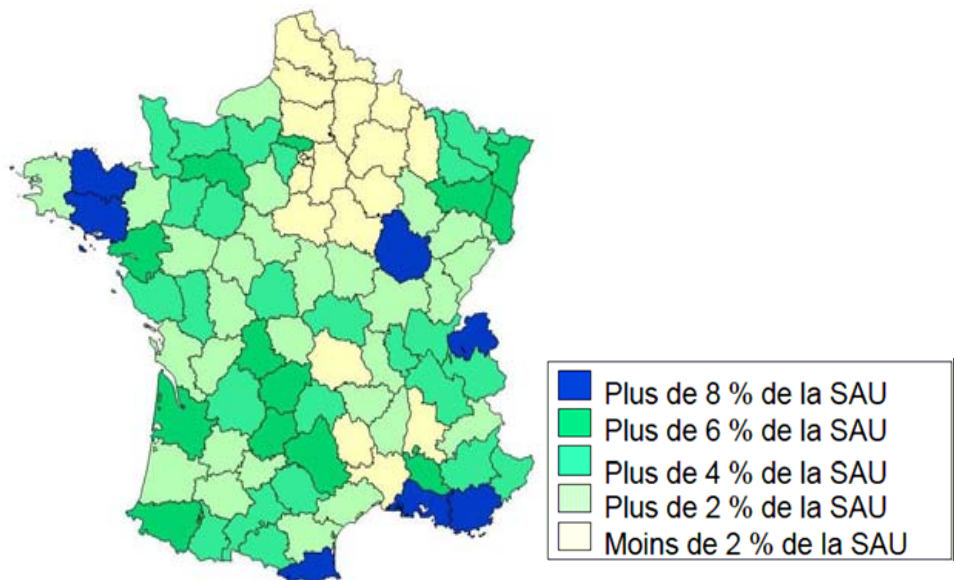 Plus de 8 % de la SAU
Plus de 6 % de la SAU
Plus de 4 % de la SAU
Plus de 2 % de la SAU
Moins de 2 % de la SAU